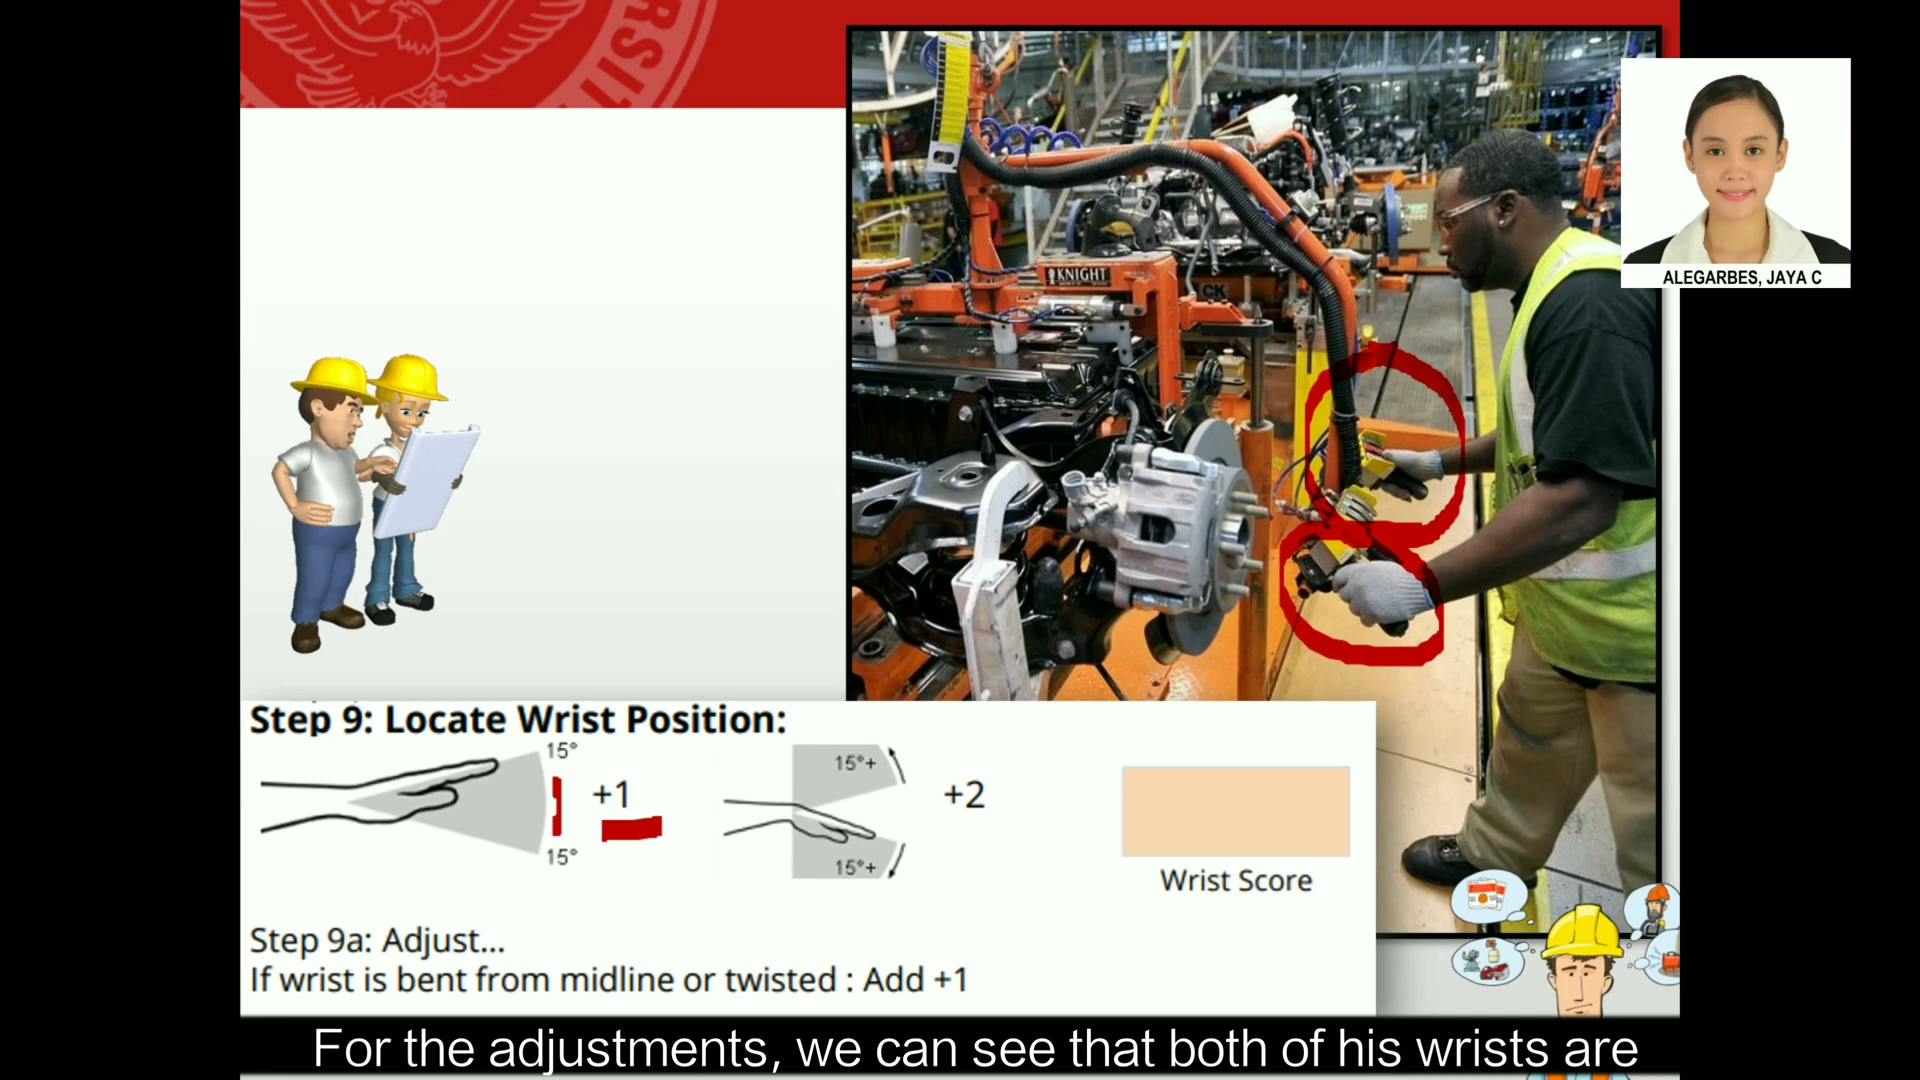 RSIT
KNIGHT
CK
ALEGARBES, JAYA C
Step 9: Locate Wrist Position:
15°
+1
15°
15°+
+2
15°+
Wrist Score
Step 9a: Adjust...
If wrist is bent from midline or twisted : Add +1
For the adjustments, we can see that both of his wrists are